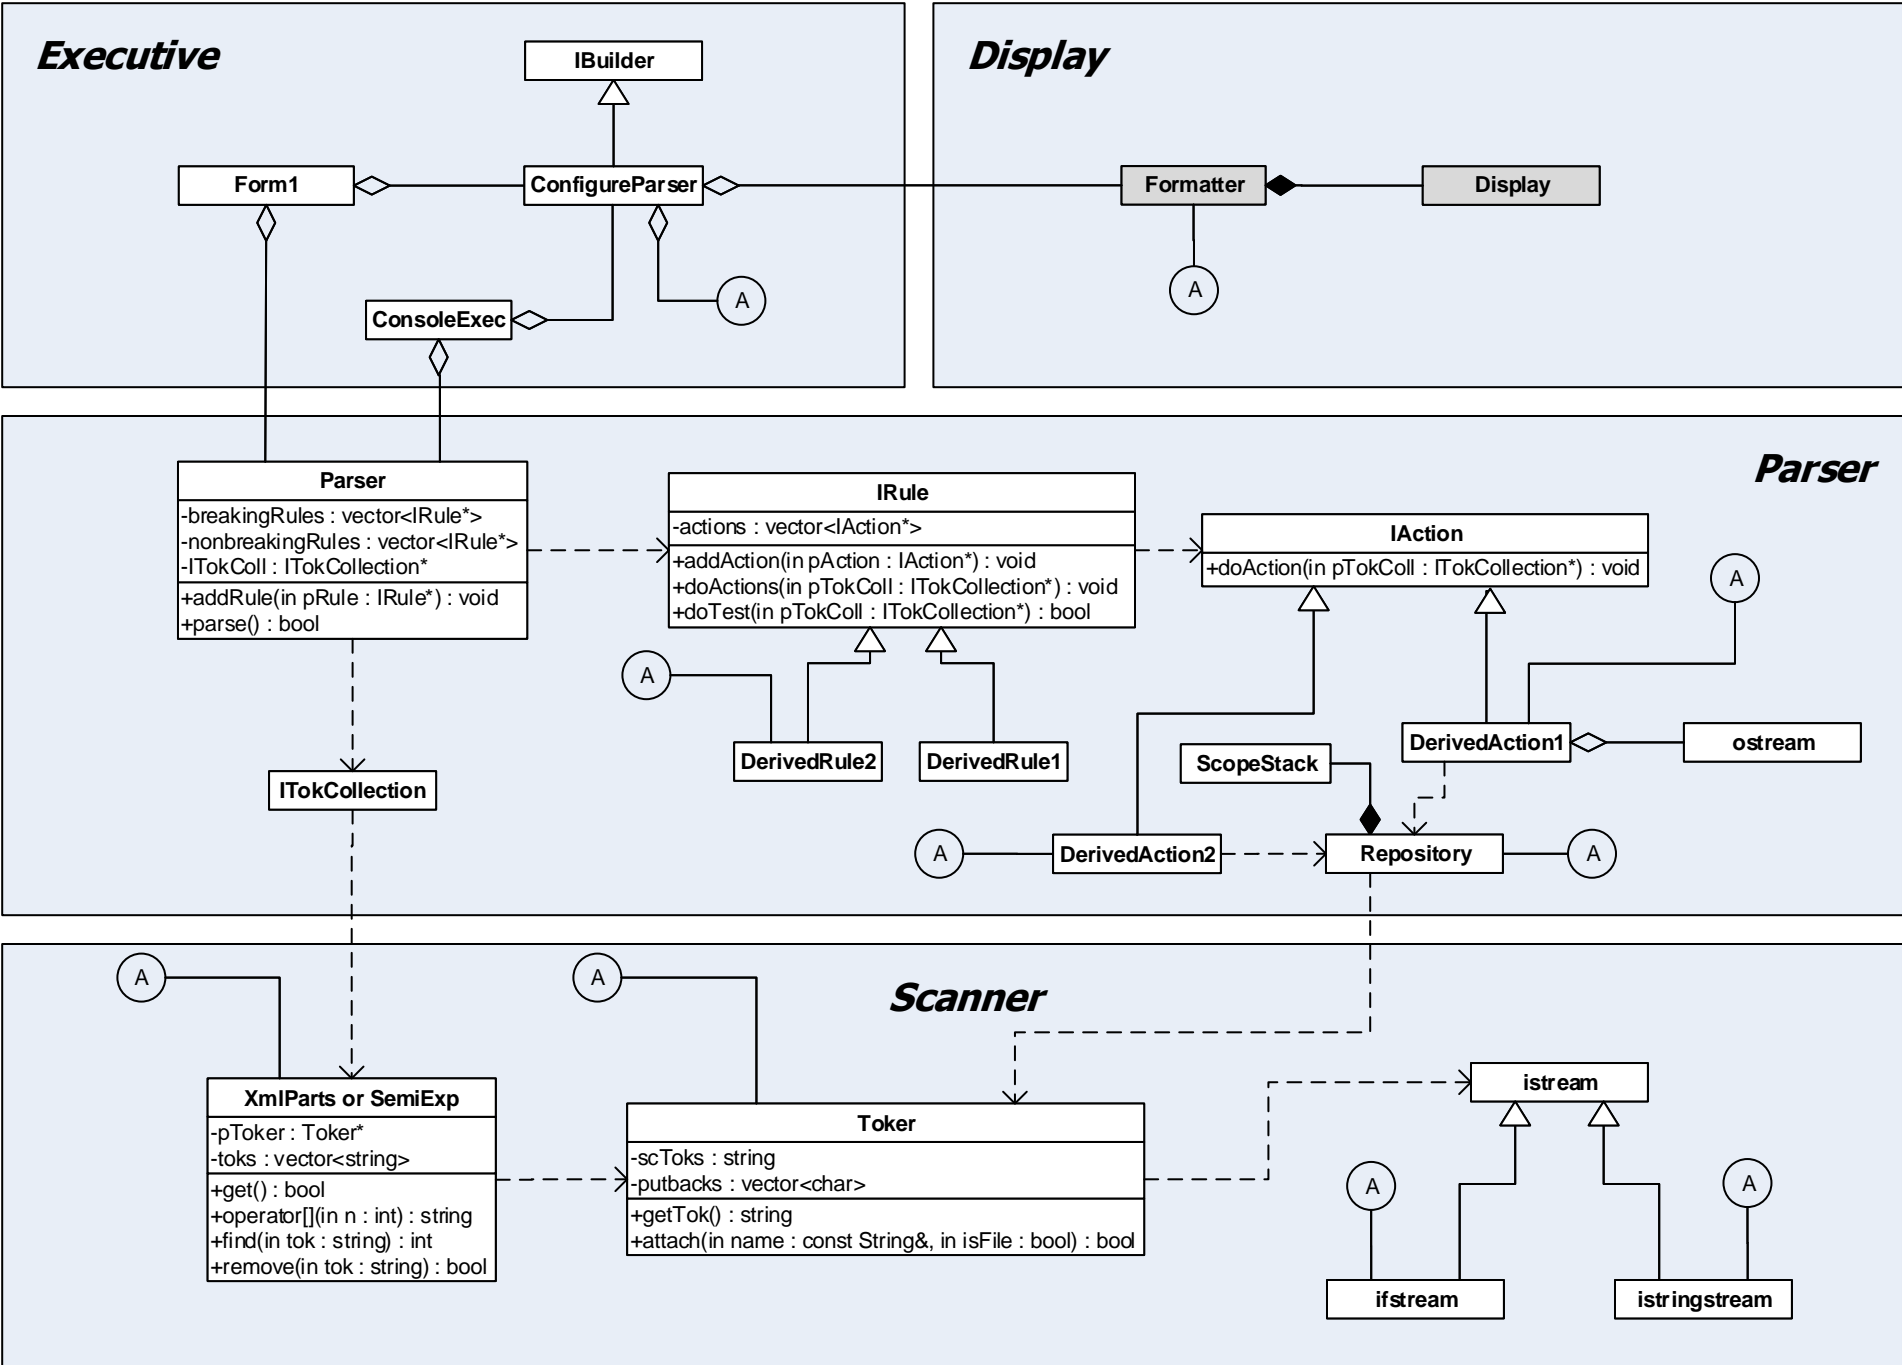 Executive
IBuilder
Form1
ConfigureParser
A
ConsoleExec
Display
Formatter
Display
A
Parser
Parser
-breakingRules : vector<IRule*>
-nonbreakingRules : vector<IRule*>
-ITokColl : ITokCollection*
+addRule(in pRule : IRule*) : void
+parse() : bool
IRule
-actions : vector<IAction*>
+addAction(in pAction : IAction*) : void
+doActions(in pTokColl : ITokCollection*) : void
+doTest(in pTokColl : ITokCollection*) : bool
IAction
+doAction(in pTokColl : ITokCollection*) : void
A
A
DerivedRule2
DerivedRule1
ITokCollection
ScopeStack
DerivedAction1
ostream
A
DerivedAction2
Repository
A
Scanner
A
A
XmlParts or SemiExp
-pToker : Toker*
-toks : vector<string>
+get() : bool
+operator[](in n : int) : string
+find(in tok : string) : int
+remove(in tok : string) : bool
Toker
-scToks : string
-putbacks : vector<char>
+getTok() : string
+attach(in name : const String&, in isFile : bool) : bool
istream
A
A
ifstream
istringstream